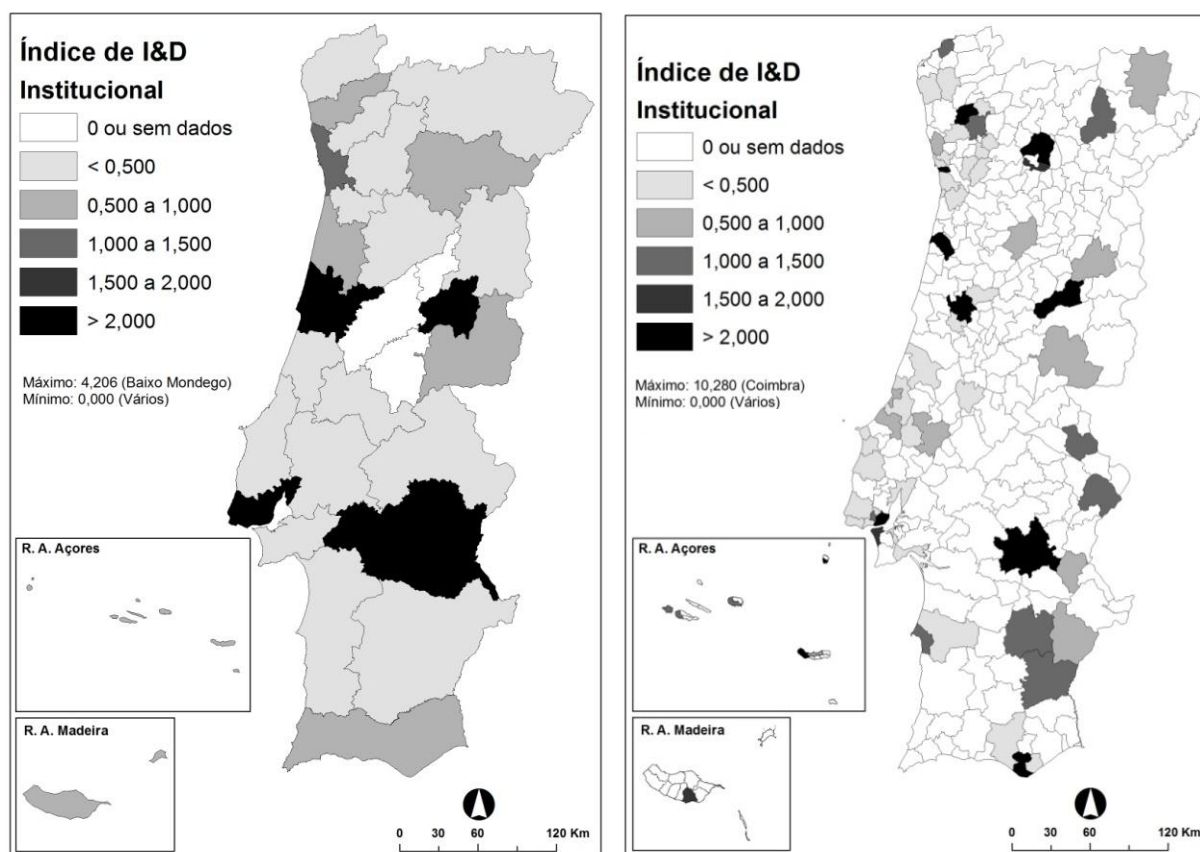 Índice de I&D
Institucional
0 ou sem dados
< 0,500
0,500 a 1,000
1,000 a 1,500
1,500 a 2,000
> 2,000
Máximo: 4,206 (Baixo Mondego)
Mínimo: 0,000 (Vários)
R. A. Açores
R. A. Madeira
0 30 60 120 Km
Índice de I&D
Institucional
0 ou sem dados
< 0,500
0,500 a 1,000
1,000 a 1,500
1,500 a 2,000
> 2,000
Máximo: 10,280 (Coimbra)
Mínimo: 0,000 (Vários)
R. A. Açores
R. A. Madeira
0 30 60 120 Km